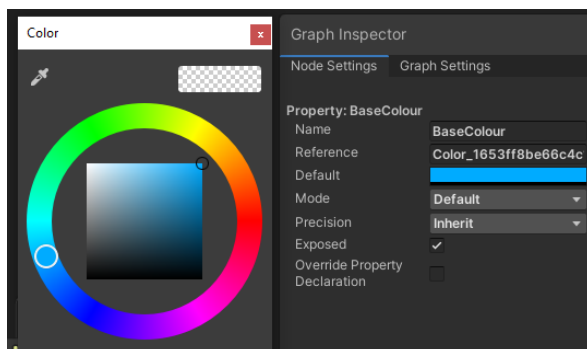 Color
x
Graph Inspector
Node Settings Graph Settings
Property: BaseColour
Name BaseColour
Reference Color_1653ff8be66c4c
Default
Mode Default
Precision Inherit
Exposed
Override Property
Declaration